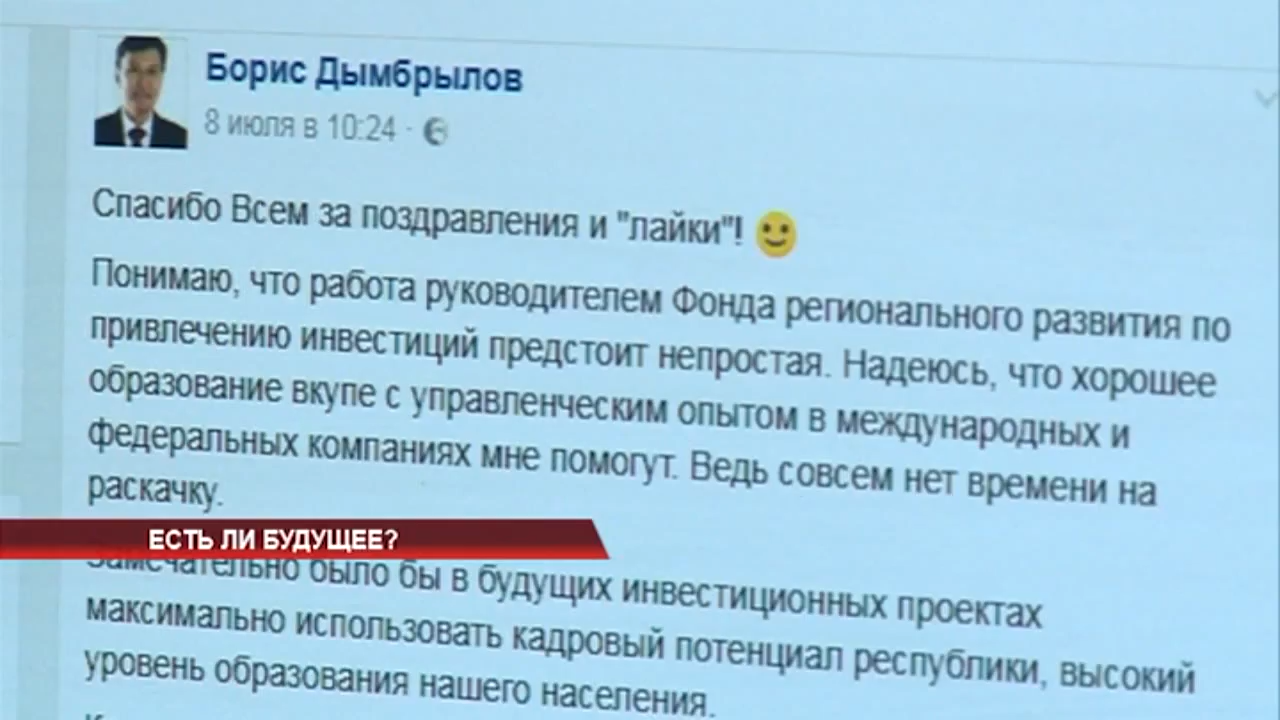 Борис Дымбрылов
8 июля в 10:24 ·
Спасибо Всем за поздравления и "лайки"!
Понимаю, что работа руководителем Фонда регионального развития по
привлечению инвестиций предстоит непростая. Надеюсь, что хорошее
образование вкупе с управленческим опытом в международных и
федеральных компаниях мне помогут. Ведь совсем нет времени на
раскачку.
ЕСТЬ ЛИ БУДУЩЕЕ?
Замечательно было бы в будущих инвестиционных проектах
максимально использовать кадровый потенциал республики, высокий
уровень образования нашего населения.